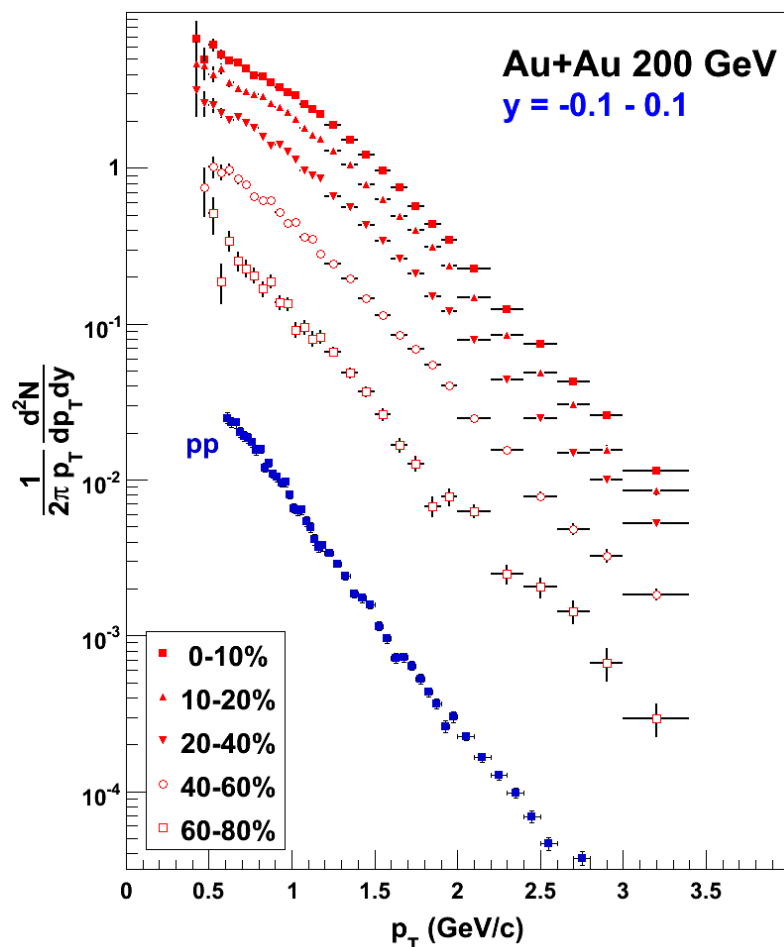 Au+Au 200 GeV
y = -0.1 - 0.1
1
10⁻¹
10⁻²
10⁻³
10⁻⁴
1/(2π p_T) d²N/(dp_T dy)
pp
0-10%
10-20%
20-40%
40-60%
60-80%
0 0.5 1 1.5 2 2.5 3 3.5
p_T (GeV/c)